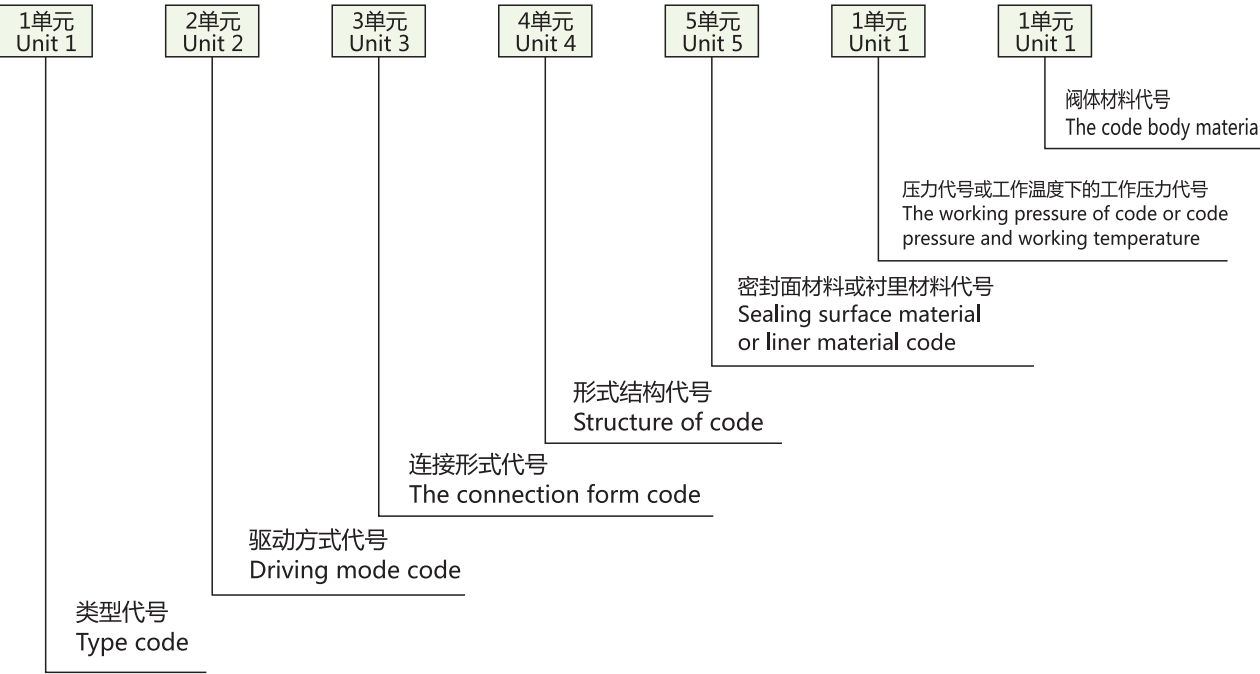 1单元
Unit 1
2单元
Unit 2
3单元
Unit 3
4单元
Unit 4
5单元
Unit 5
1单元
Unit 1
1单元
Unit 1
阀体材料代号
The code body materia
压力代号或工作温度下的工作压力代号
The working pressure of code or code
pressure and working temperature
密封面材料或衬里材料代号
Sealing surface material
or liner material code
形式结构代号
Structure of code
连接形式代号
The connection form code
驱动方式代号
Driving mode code
类型代号
Type code